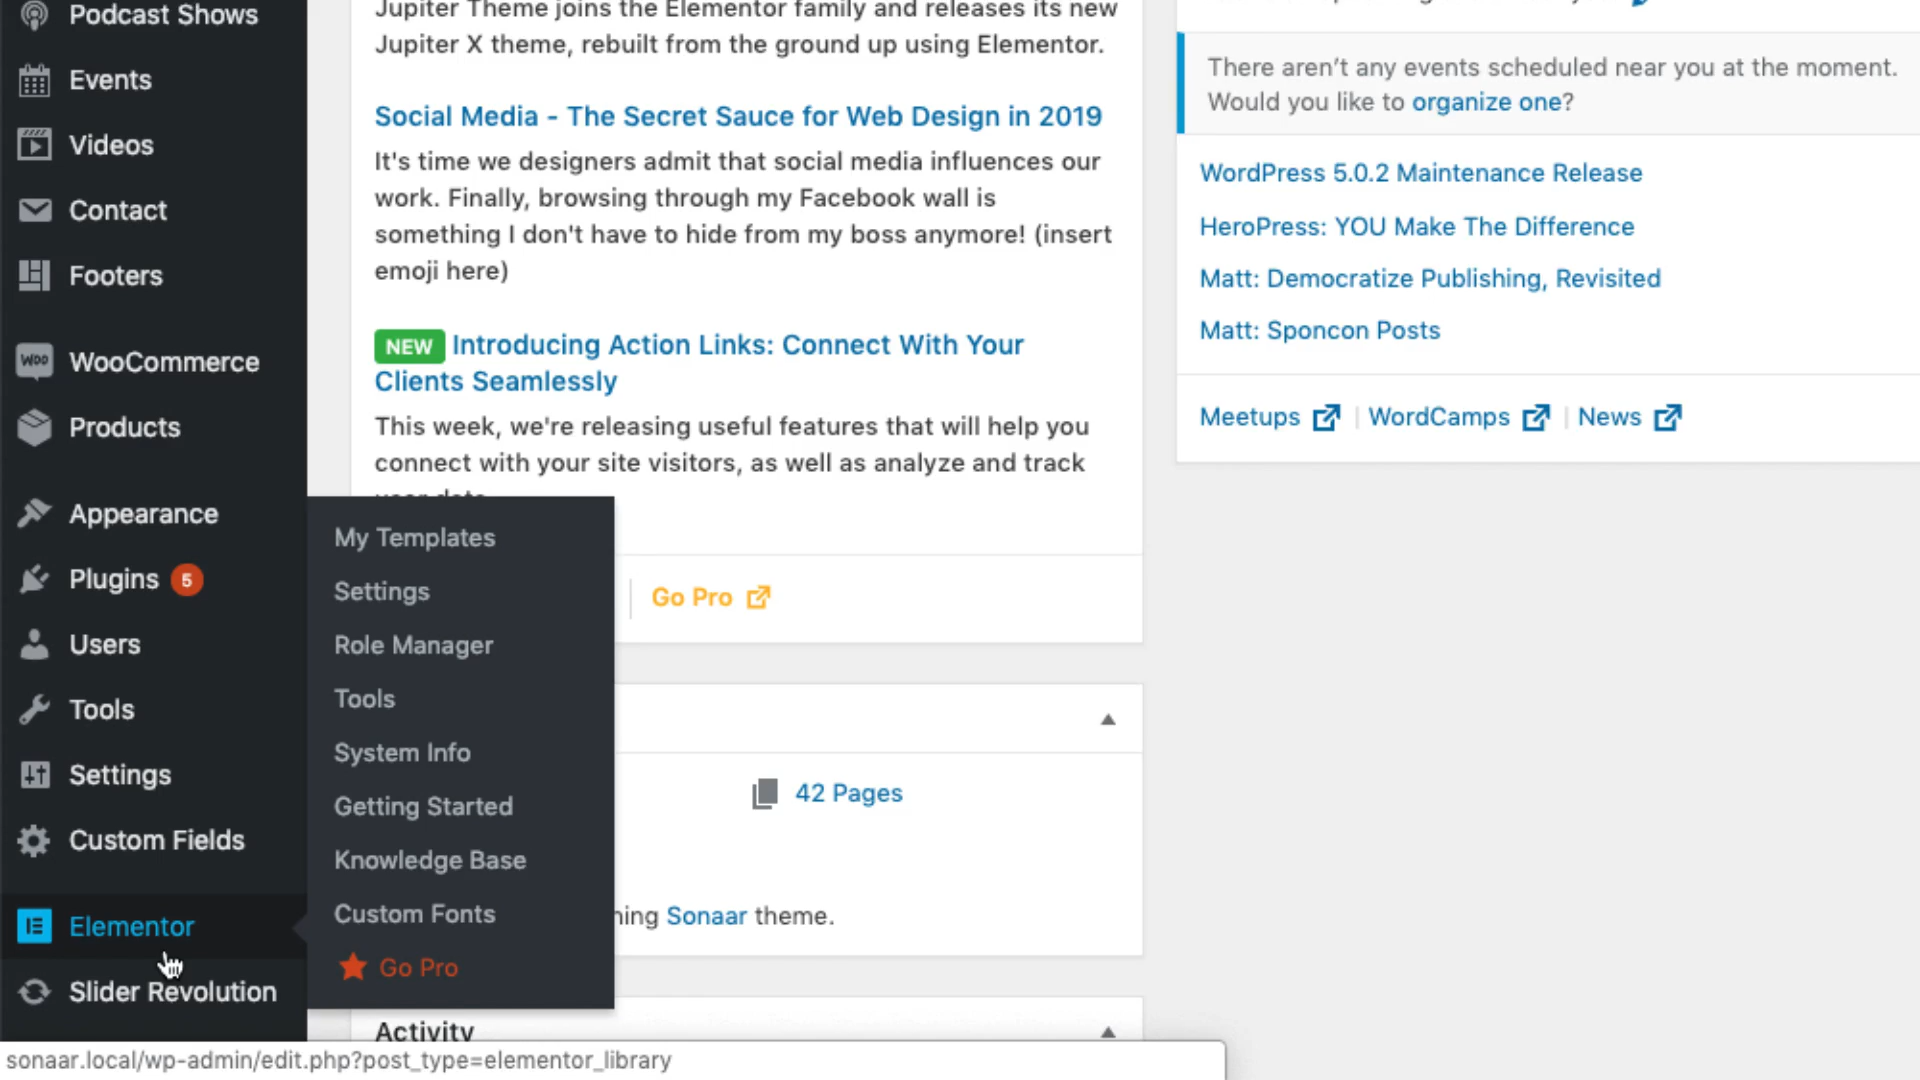 Podcast Shows
Events
Videos
Contact
Footers
WOO WooCommerce
Products
Appearance
Plugins 5
Users
Tools
Settings
Custom Fields
Elementor
Slider Revolution
My Templates
Settings
Role Manager
Tools
System Info
Getting Started
Knowledge Base
Custom Fonts
Go Pro
Jupiter Theme joins the Elementor family and releases its new
Jupiter X theme, rebuilt from the ground up using Elementor.
Social Media - The Secret Sauce for Web Design in 2019
It's time we designers admit that social media influences our
work. Finally, browsing through my Facebook wall is
something I don't have to hide from my boss anymore! (insert
emoji here)
NEW Introducing Action Links: Connect With Your
Clients Seamlessly
This week, we're releasing useful features that will help you
connect with your site visitors, as well as analyze and track
Go Pro
42 Pages
Sonaar theme.
Activity
There aren’t any events scheduled near you at the moment.
Would you like to organize one?
WordPress 5.0.2 Maintenance Release
HeroPress: YOU Make The Difference
Matt: Democratize Publishing, Revisited
Matt: Sponcon Posts
Meetups | WordCamps | News
sonaar.local/wp-admin/edit.php?post_type=elementor_library